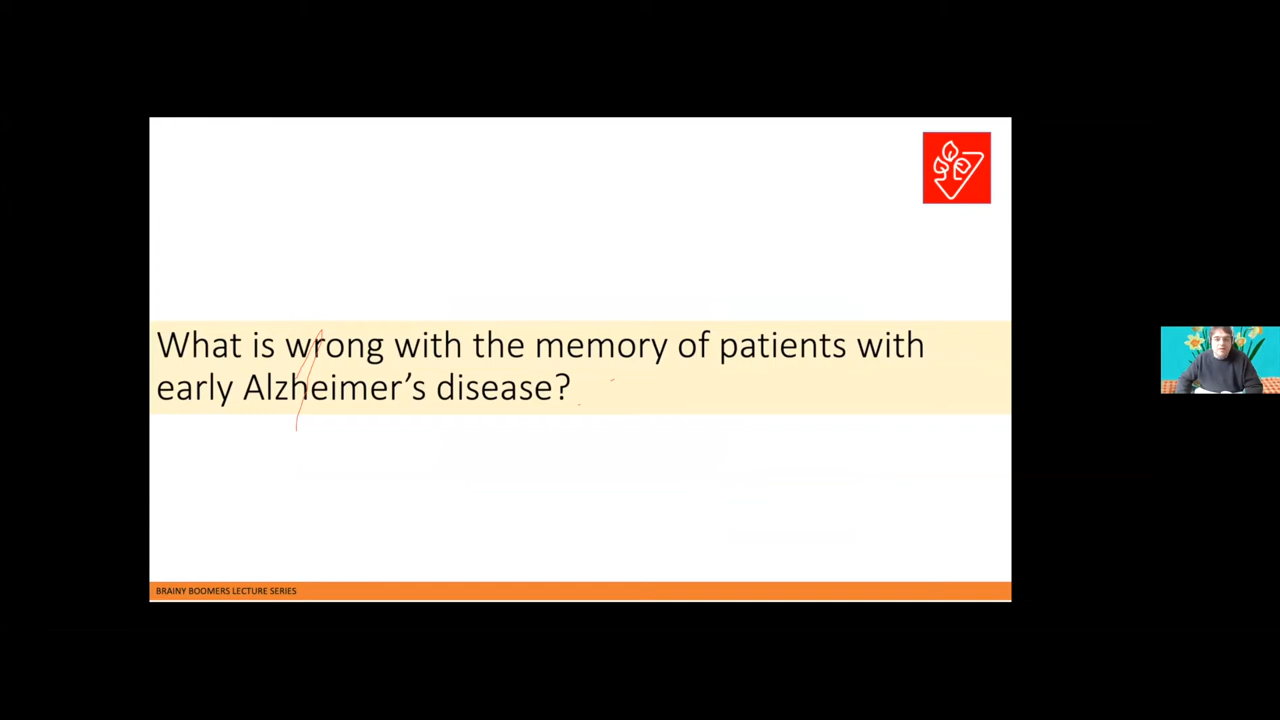 What is wrong with the memory of patients with
early Alzheimer’s disease?
BRAINY BOOMERS LECTURE SERIES